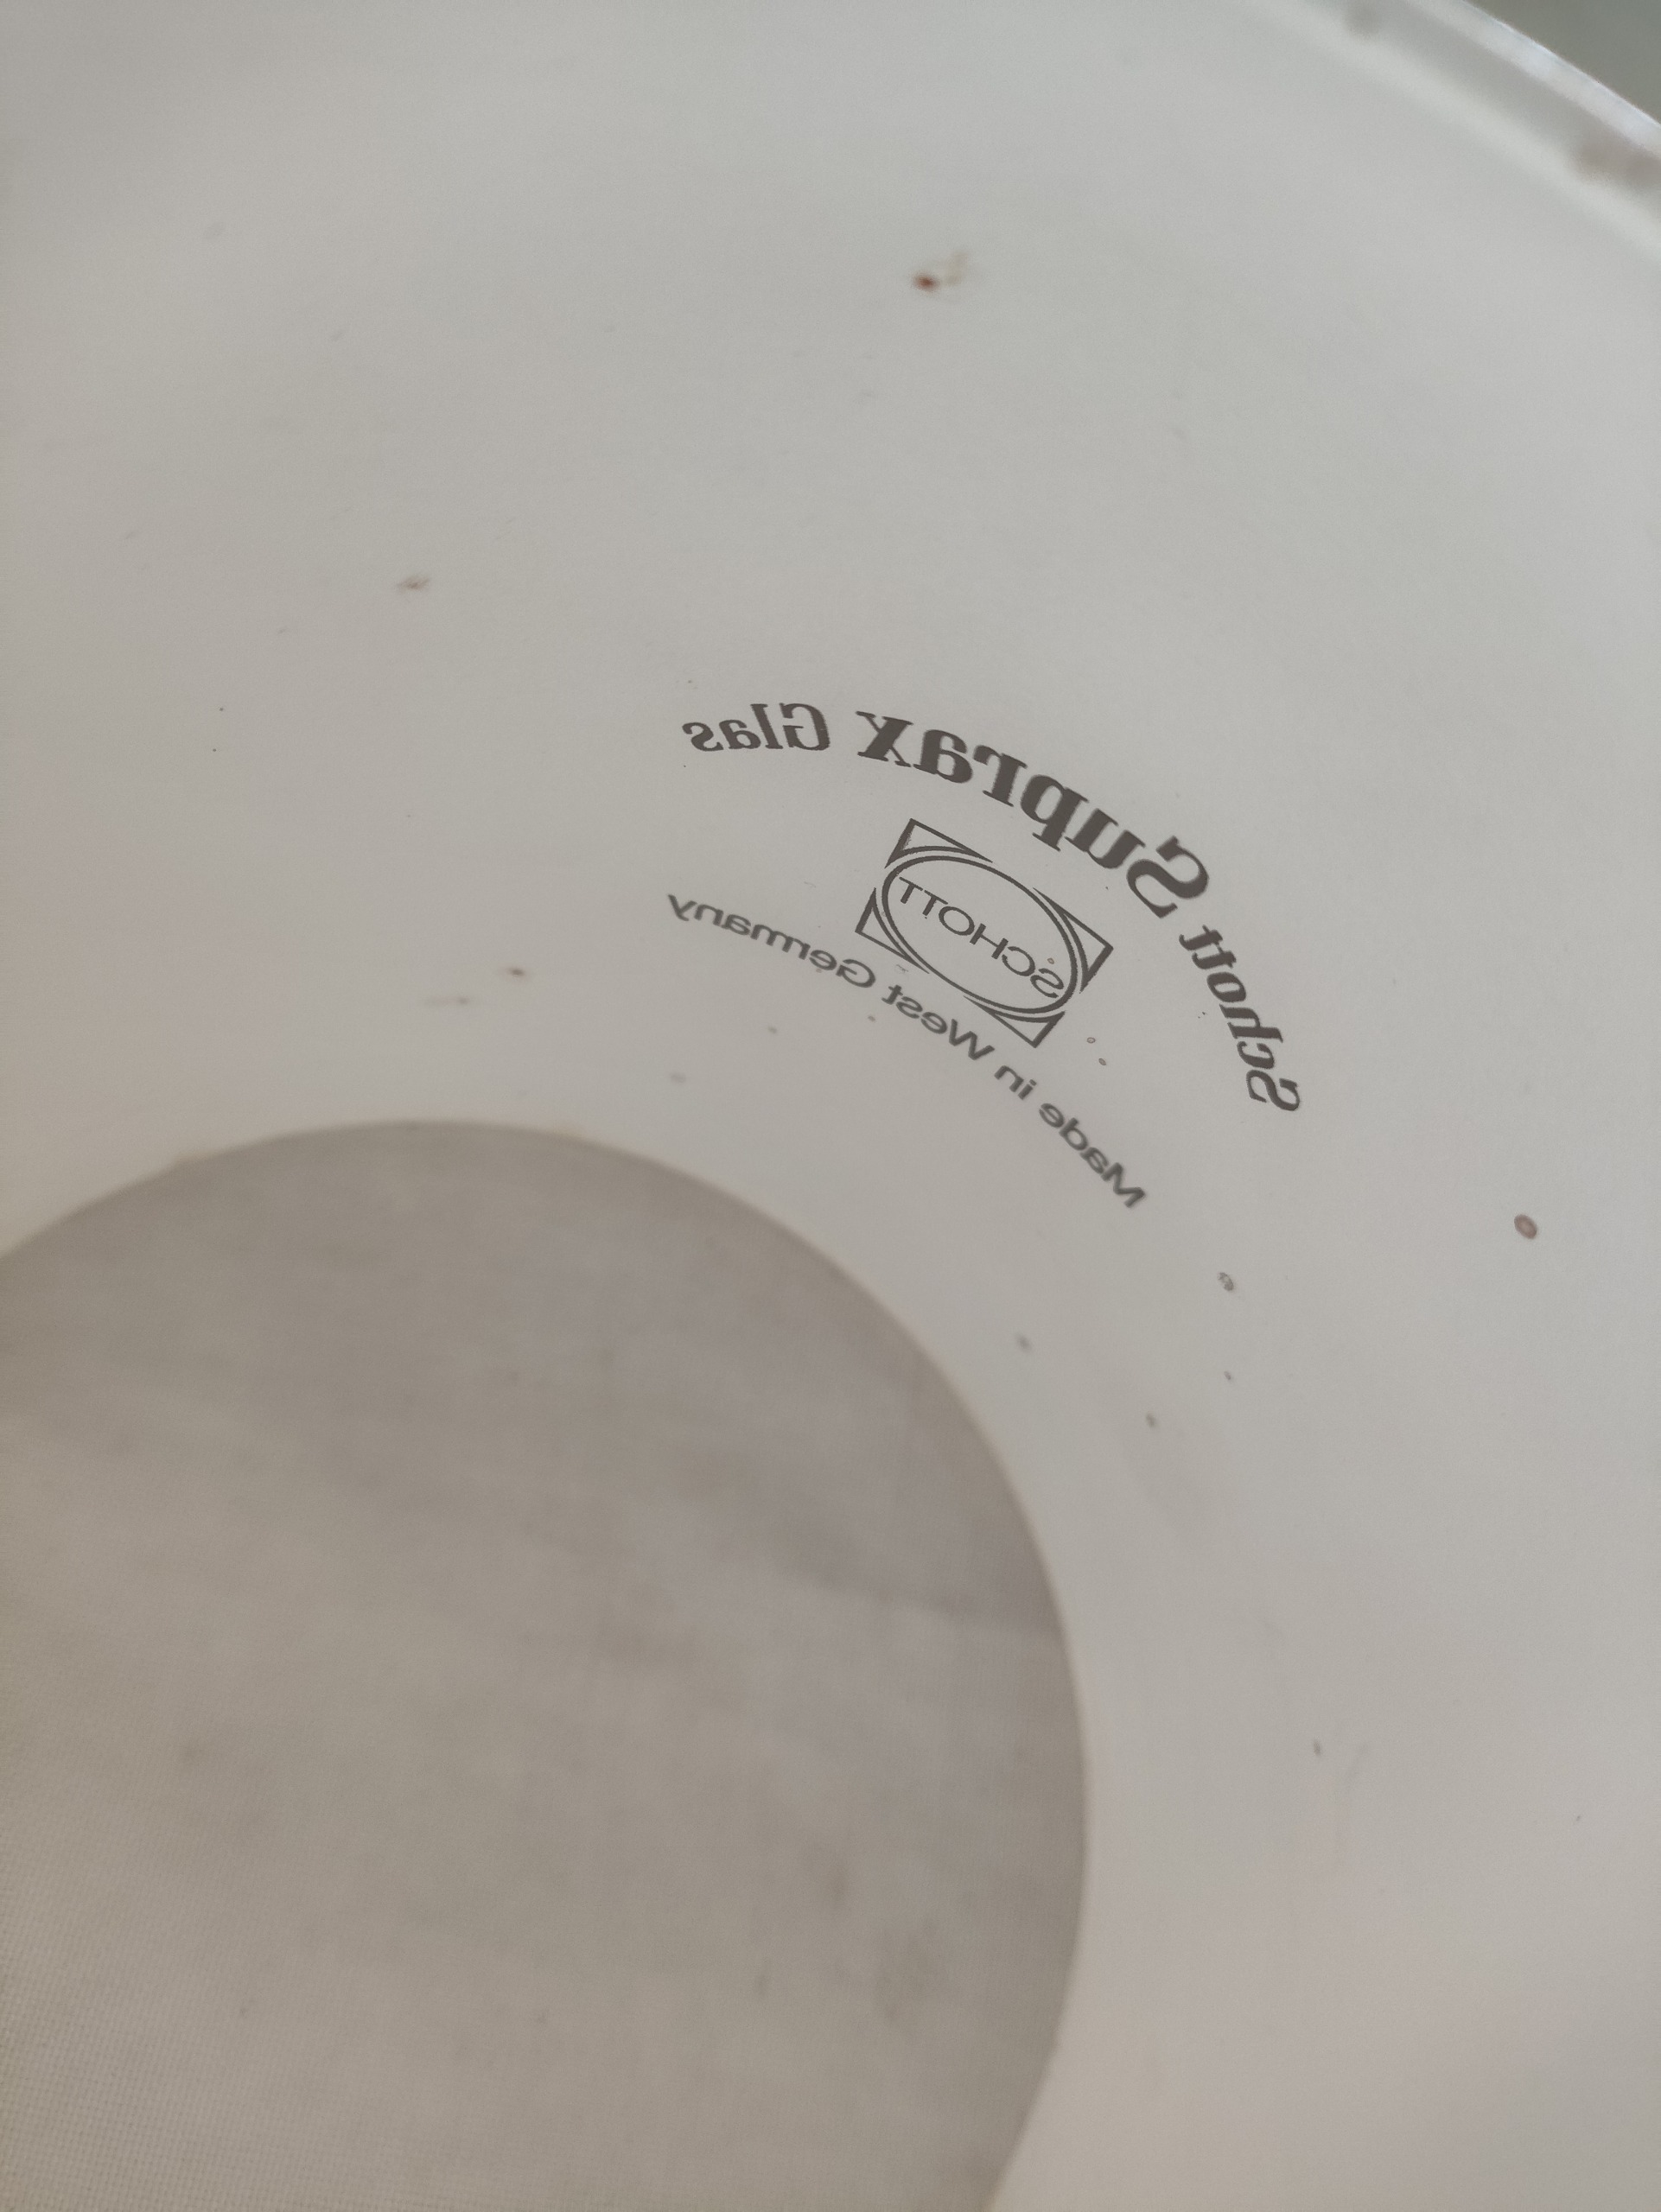 Schott Suprax Glas
SCHOTT
Made in West Germany